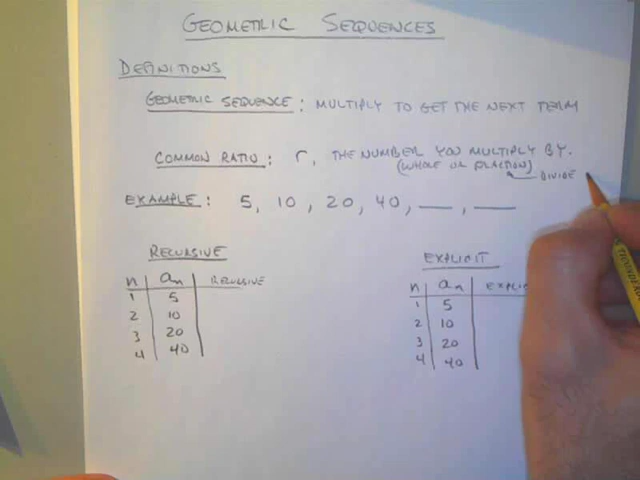 GEOMETRIC SEQUENCES
DEFINITIONS
GEOMETRIC SEQUENCE: MULTIPLY TO GET THE NEXT TERM
COMMON RATIO: r, THE NUMBER YOU MULTIPLY BY.
(WHOLE OR FRACTION)
DIVIDE
EXAMPLE: 5, 10, 20, 40, ___, ___
RECURSIVE
n an RECURSIVE
1 5
2 10
3 20
4 40
EXPLICIT
n an EXPLIC
1 5
2 10
3 20
4 40
TICONDEROGA